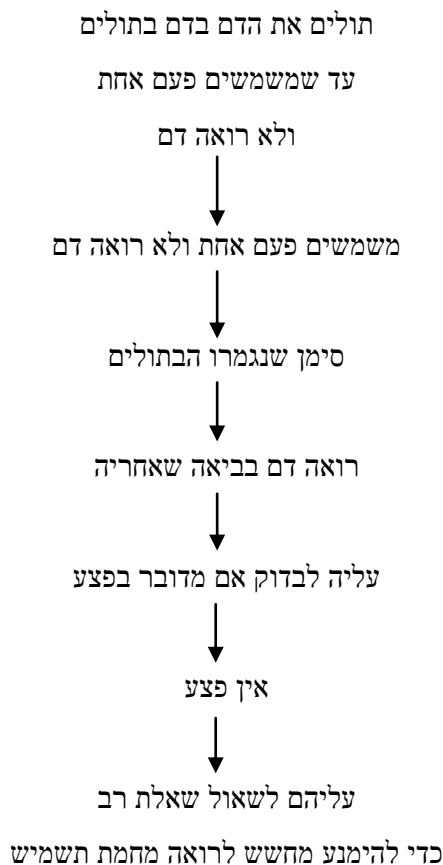 תולים את הדם בדם בתולים
עד שמשמשים פעם אחת
ולא רואה דם
משמשים פעם אחת ולא רואה דם
סימן שנגמרו הבתולים
רואה דם בביאה שאחריה
עליה לבדוק אם מדובר בפצע
אין פצע
עליהם לשאול שאלת רב
כדי להימנע מחשש לרואה מחמת תשמיש